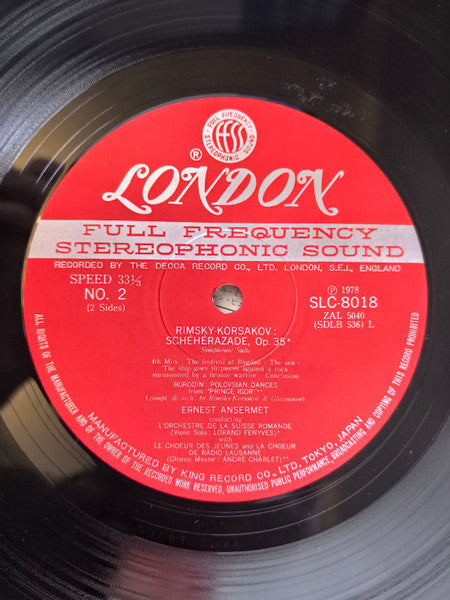 FULL FREQUENCY
ffss
STEREOPHONIC SOUND
®
LONDON
FULL FREQUENCY
STEREOPHONIC SOUND
RECORDED BY THE DECCA RECORD CO., LTD. LONDON, S.E.I., ENGLAND
SPEED 33⅓
NO. 2
(2 Sides)
Ⓟ 1978
SLC-8018
ZAL 5040
(SDLB 536) L
RIMSKY-KORSAKOV:
SCHEHERAZADE, Op. 35*
Symphonic Suite
4th Mov.: The festival at Bagdad - The sea -
The ship goes to pieces against a rock
surmounted by a bronze warrior - Conclusion
BORODIN: POLOVSIAN DANCES
from "PRINCE IGOR"**
(compl. & orch. by Rimsky-Korsakov & Glazounov)
ERNEST ANSERMET
conducting
L'ORCHESTRE DE LA SUISSE ROMANDE
(Violin Solo: LORAND FENYVES)*
with
LE CHOEUR DES JEUNES and LA CHOEUR
DE RADIO LAUSANNE
(Chorus Master: ANDRÉ CHARLET)**
MANUFACTURED BY KING RECORD CO., LTD. TOKYO, JAPAN
ALL RIGHTS OF THE MANUFACTURER AND OF THE OWNER OF THE RECORDED WORK RESERVED, UNAUTHORISED PUBLIC PERFORMANCE, BROADCASTING AND COPYING OF THIS RECORD PROHIBITED